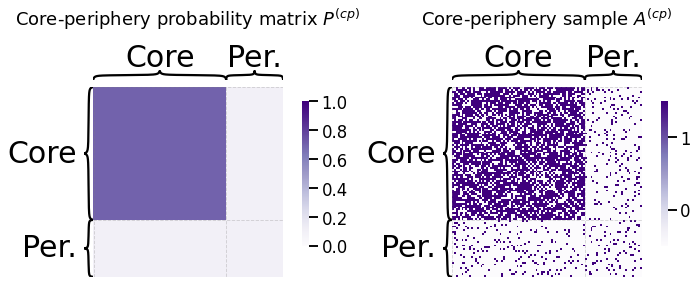 Core-periphery probability matrix P^(cp)
Core Per.
Core
Per.
1.0
0.8
0.6
0.4
0.2
0.0
Core-periphery sample A^(cp)
Core Per.
Core
Per.
1
0